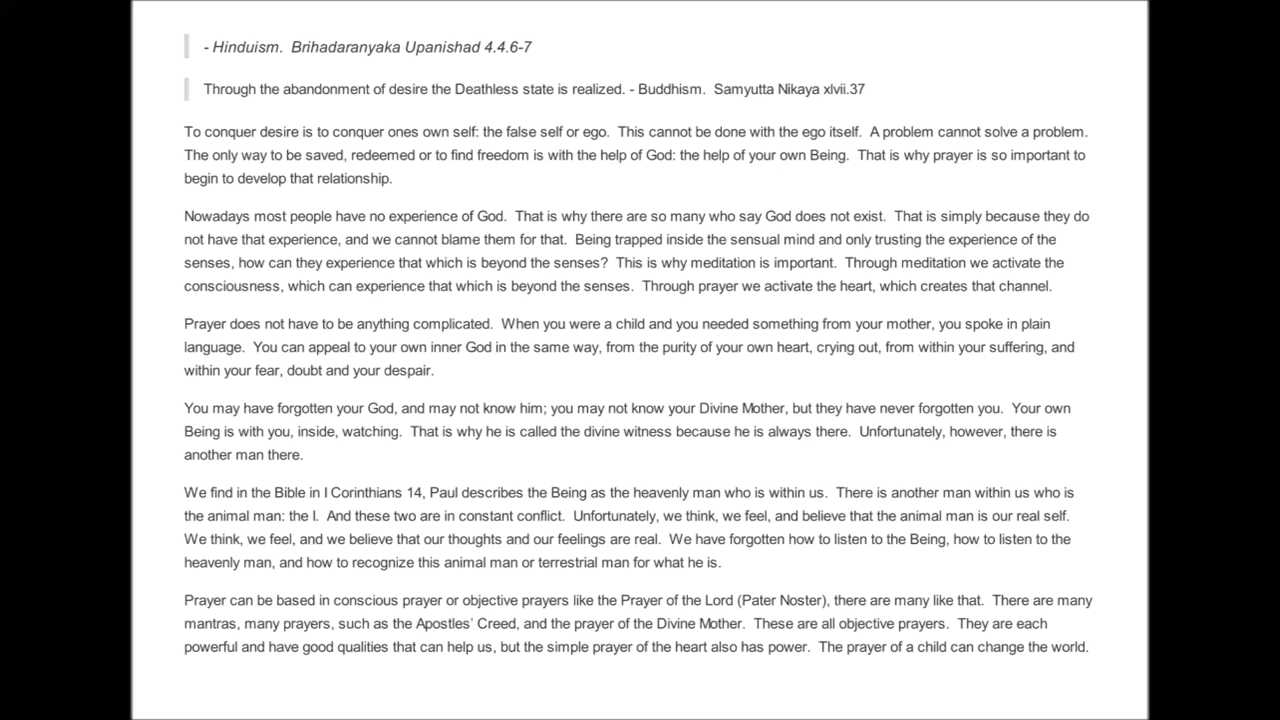 - Hinduism.  Brihadaranyaka Upanishad 4.4.6-7
Through the abandonment of desire the Deathless state is realized. - Buddhism.  Samyutta Nikaya xlvii.37
To conquer desire is to conquer ones own self: the false self or ego.  This cannot be done with the ego itself.  A problem cannot solve a problem.
The only way to be saved, redeemed or to find freedom is with the help of God: the help of your own Being.  That is why prayer is so important to
begin to develop that relationship.
Nowadays most people have no experience of God.  That is why there are so many who say God does not exist.  That is simply because they do
not have that experience, and we cannot blame them for that.  Being trapped inside the sensual mind and only trusting the experience of the
senses, how can they experience that which is beyond the senses?  This is why meditation is important.  Through meditation we activate the
consciousness, which can experience that which is beyond the senses.  Through prayer we activate the heart, which creates that channel.
Prayer does not have to be anything complicated.  When you were a child and you needed something from your mother, you spoke in plain
language.  You can appeal to your own inner God in the same way, from the purity of your own heart, crying out, from within your suffering, and
within your fear, doubt and your despair.
You may have forgotten your God, and may not know him; you may not know your Divine Mother, but they have never forgotten you.  Your own
Being is with you, inside, watching.  That is why he is called the divine witness because he is always there.  Unfortunately, however, there is
another man there.
We find in the Bible in I Corinthians 14, Paul describes the Being as the heavenly man who is within us.  There is another man within us who is
the animal man: the I.  And these two are in constant conflict.  Unfortunately, we think, we feel, and believe that the animal man is our real self.
We think, we feel, and we believe that our thoughts and our feelings are real.  We have forgotten how to listen to the Being, how to listen to the
heavenly man, and how to recognize this animal man or terrestrial man for what he is.
Prayer can be based in conscious prayer or objective prayers like the Prayer of the Lord (Pater Noster), there are many like that.  There are many
mantras, many prayers, such as the Apostles' Creed, and the prayer of the Divine Mother.  These are all objective prayers.  They are each
powerful and have good qualities that can help us, but the simple prayer of the heart also has power.  The prayer of a child can change the world.